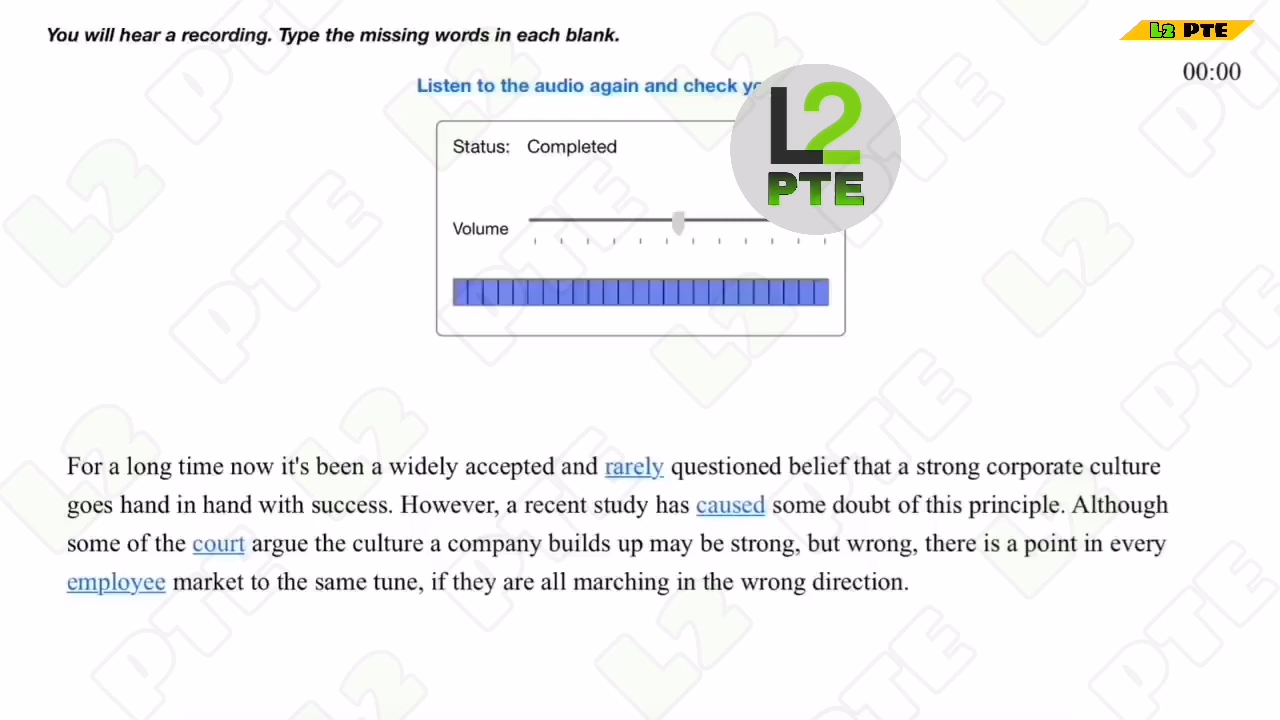 You will hear a recording. Type the missing words in each blank.
L2 PTE
00:00
Listen to the audio again and check
L2
PTE
Status: Completed
Volume
For a long time now it's been a widely accepted and rarely questioned belief that a strong corporate culture
goes hand in hand with success. However, a recent study has caused some doubt of this principle. Although
some of the court argue the culture a company builds up may be strong, but wrong, there is a point in every
employee market to the same tune, if they are all marching in the wrong direction.